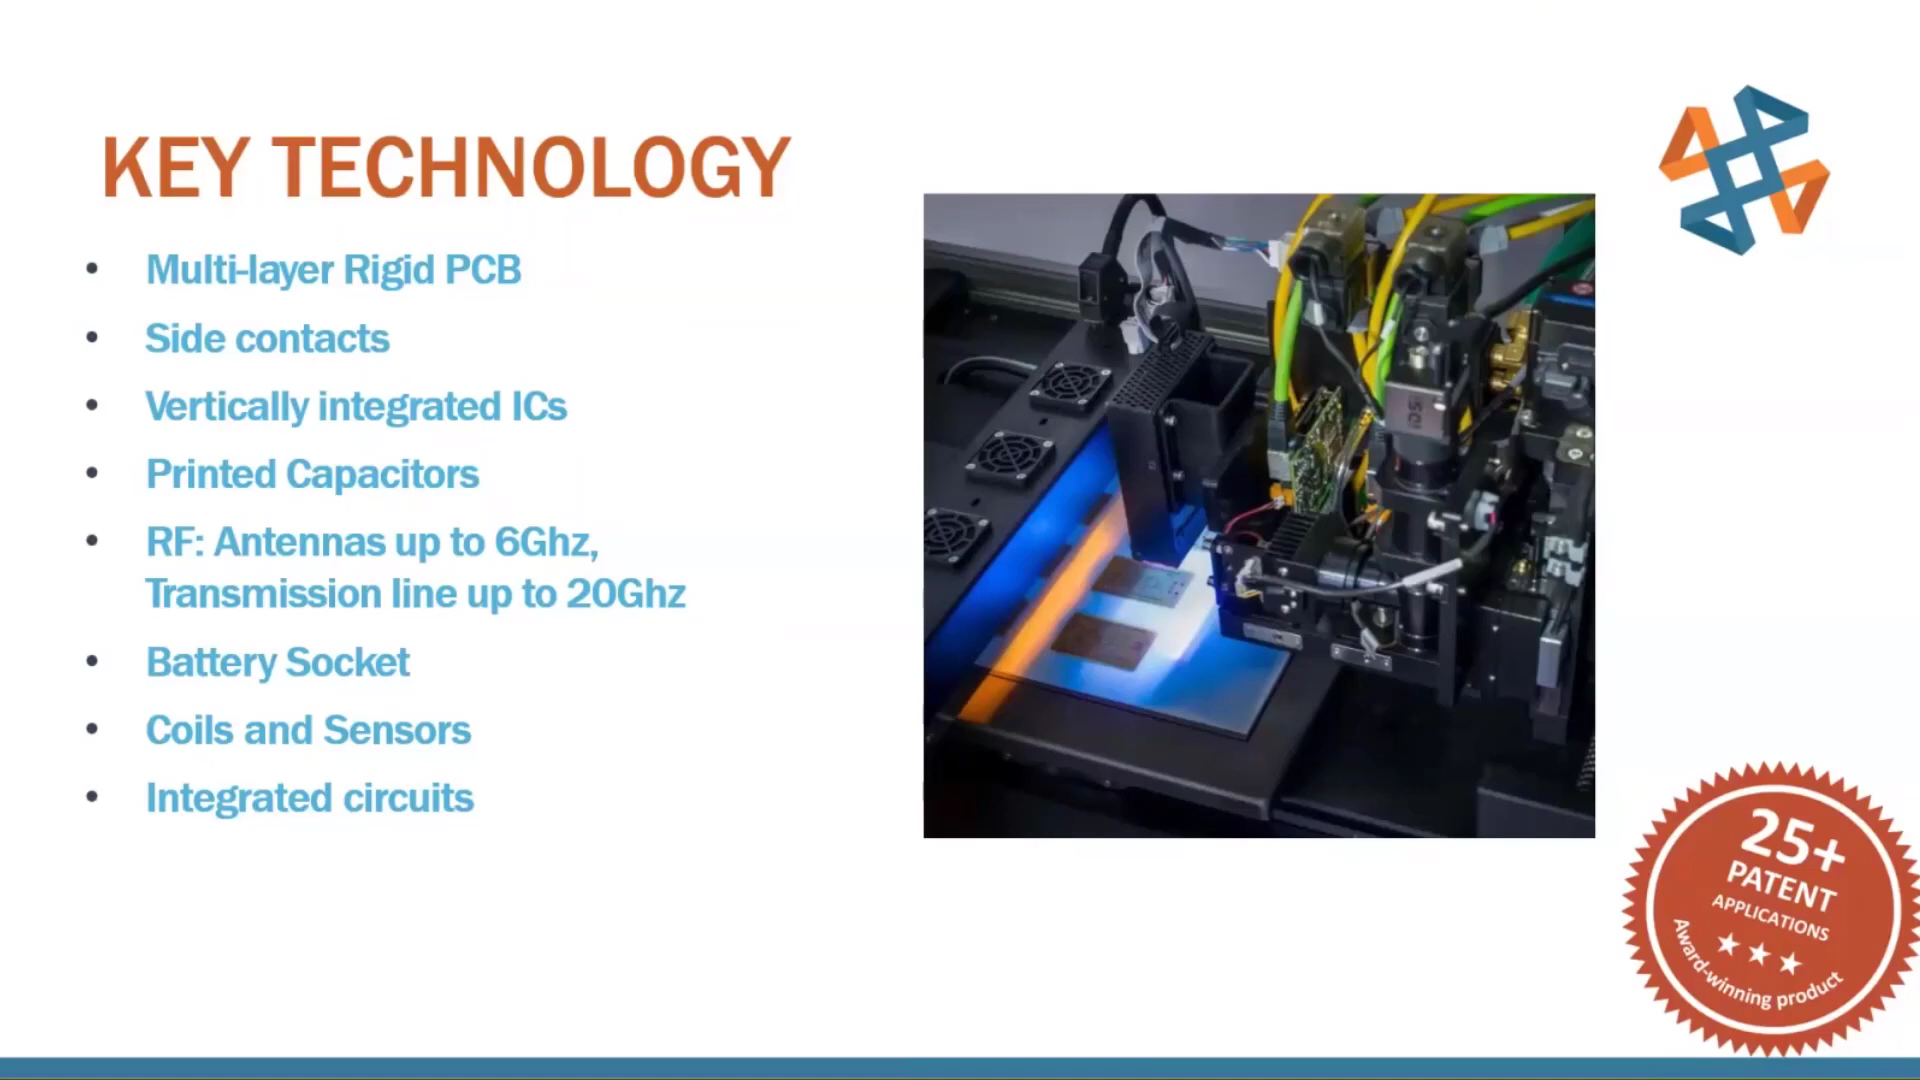 KEY TECHNOLOGY
• Multi-layer Rigid PCB
• Side contacts
• Vertically integrated ICs
• Printed Capacitors
• RF: Antennas up to 6Ghz,
Transmission line up to 20Ghz
• Battery Socket
• Coils and Sensors
• Integrated circuits
iDS
25+
PATENT
APPLICATIONS
Award-winning product